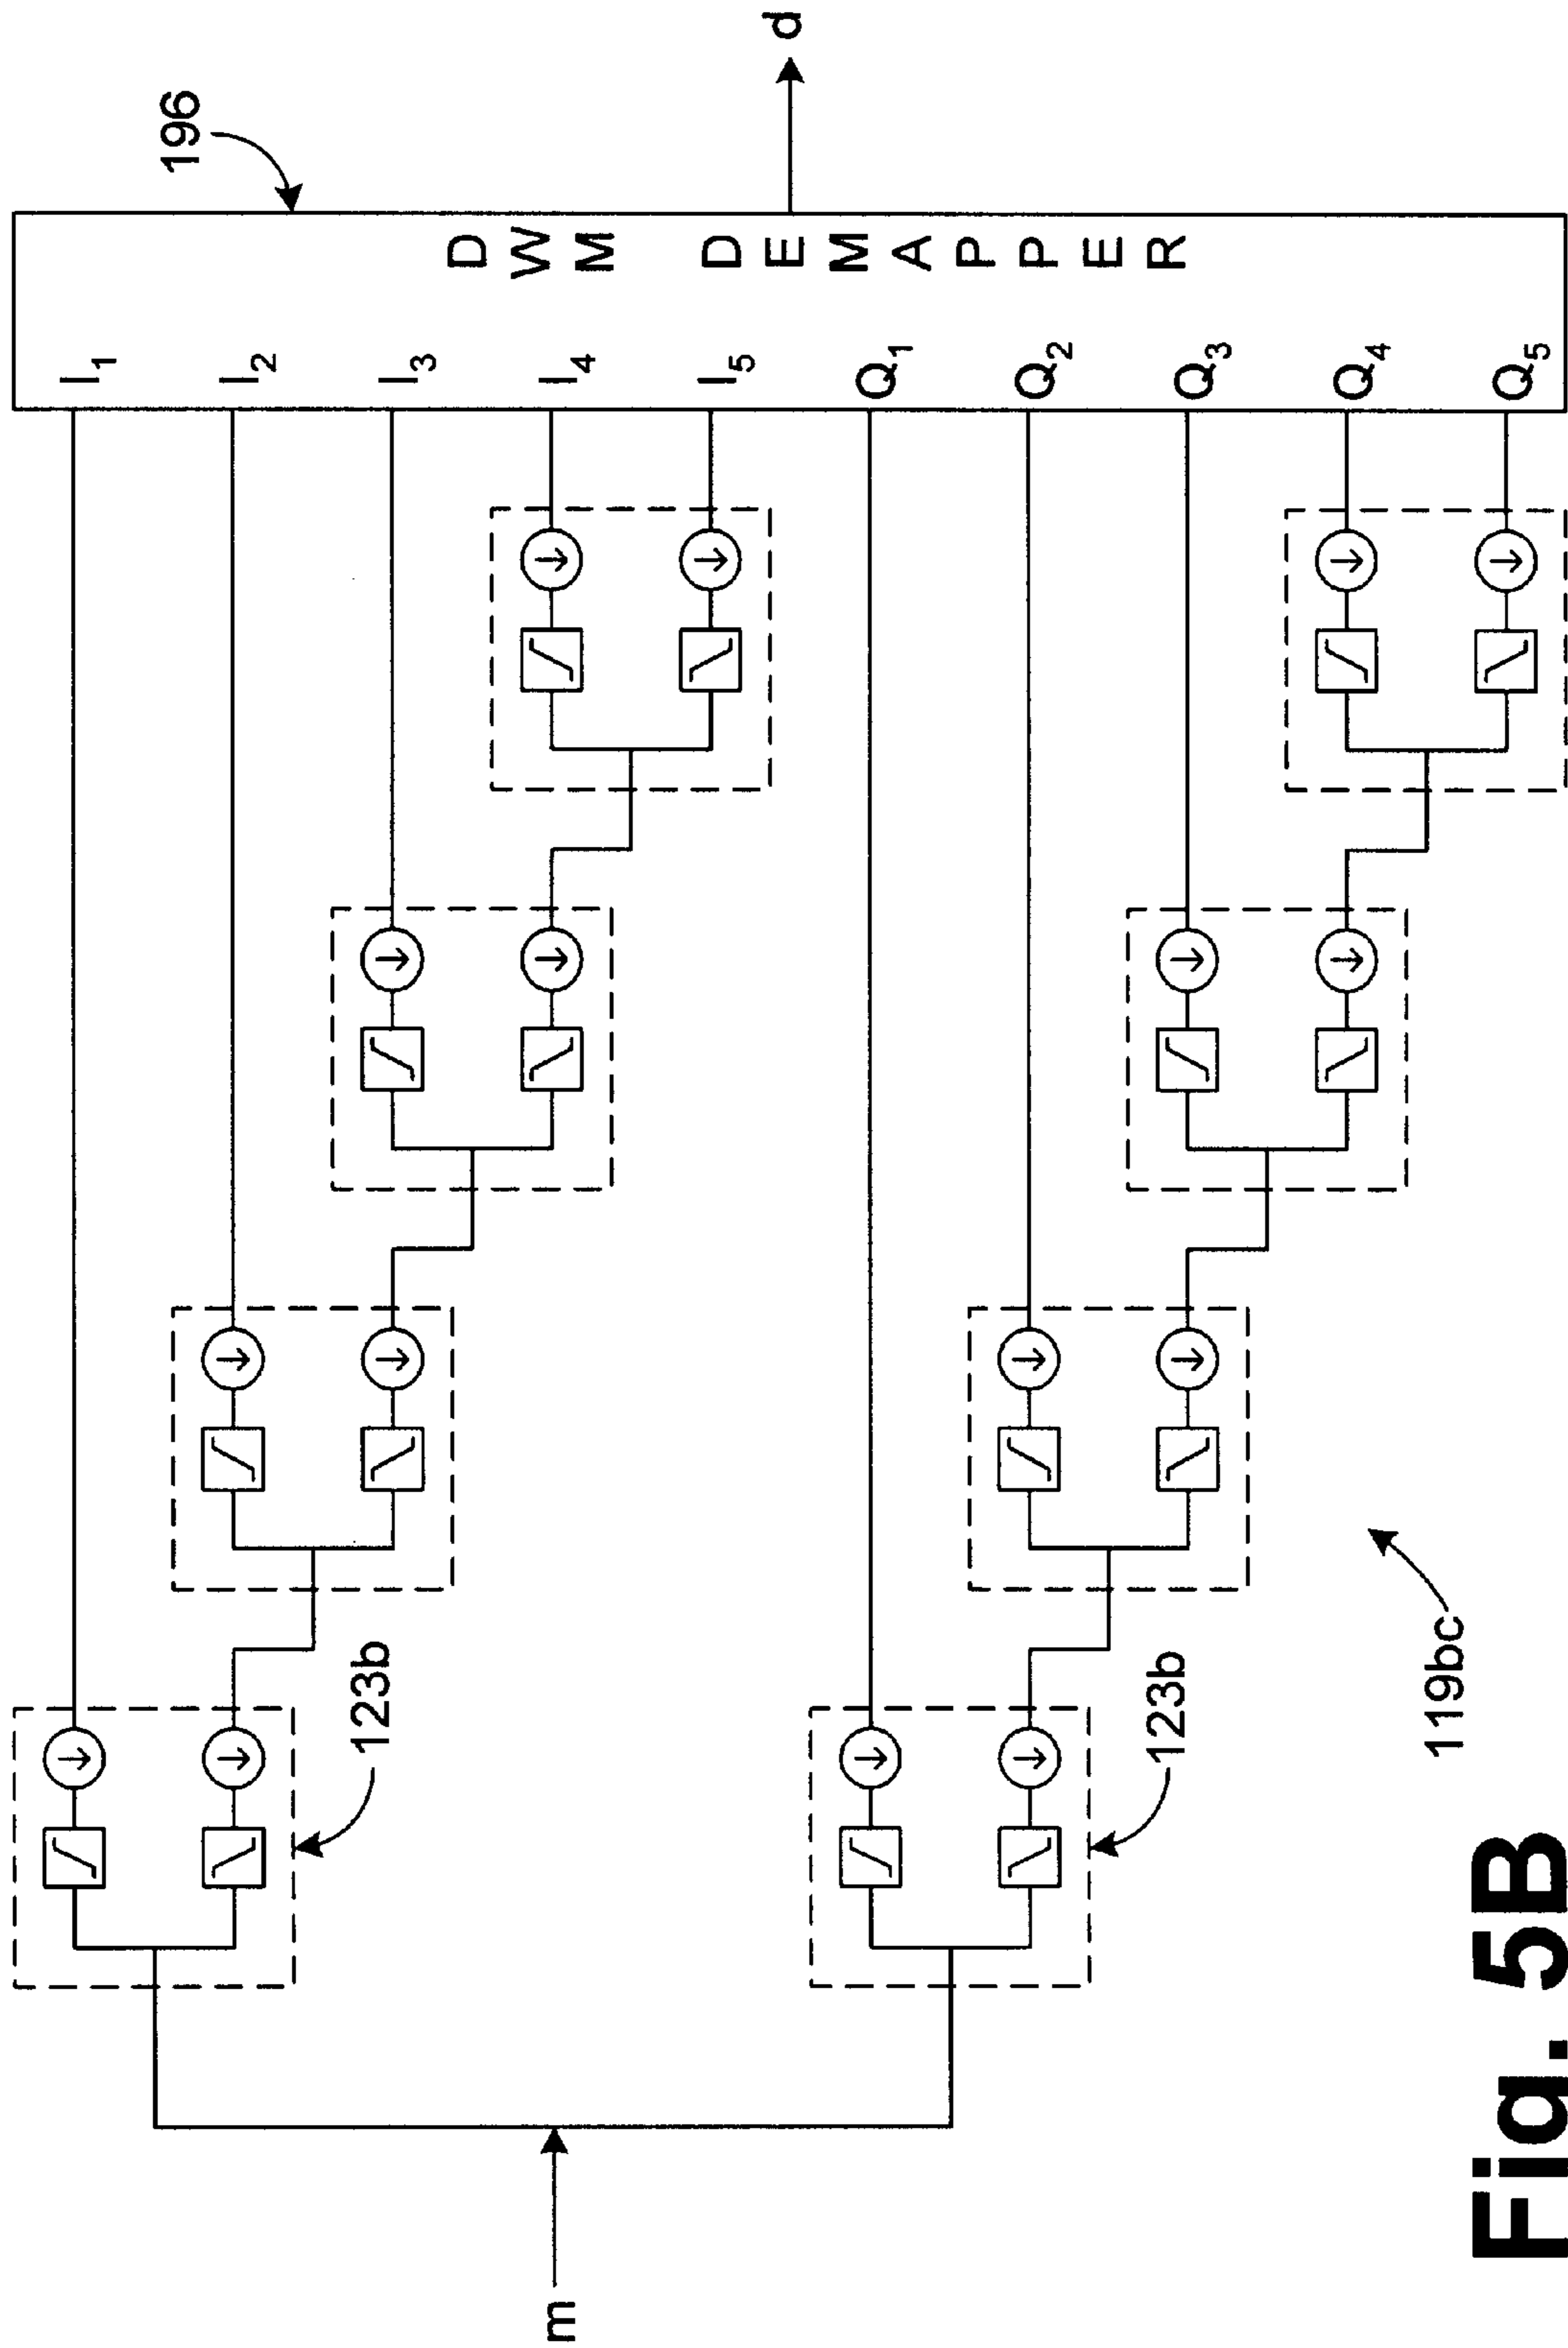 196
d
DWM DEMAPPER
I1
I2
I3
I4
I5
Q1
Q2
Q3
Q4
Q5
123b
123b
m
119bc
Fig. 5B